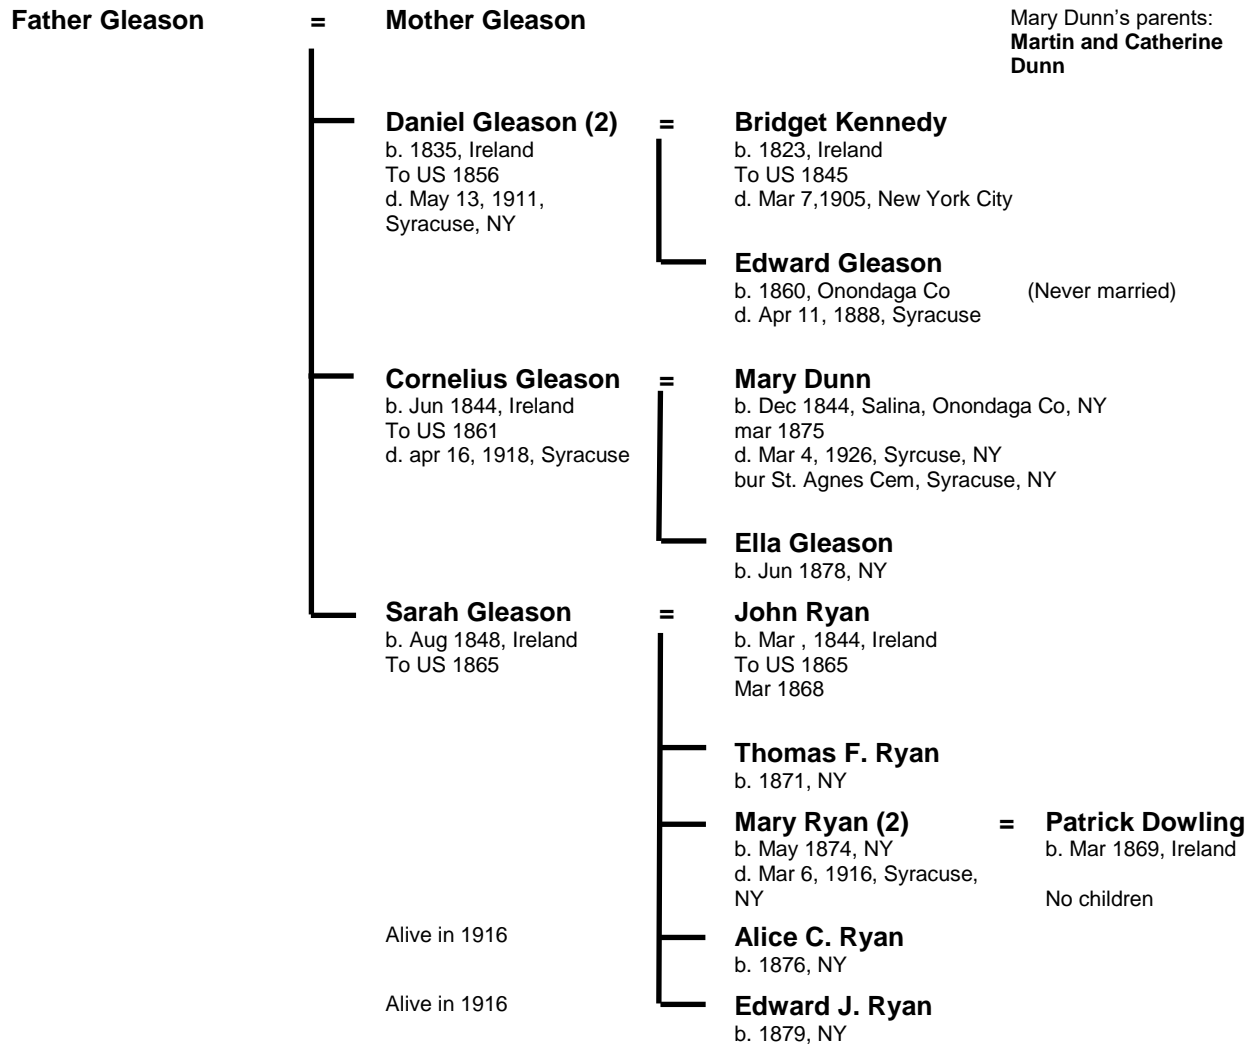 Father Gleason = Mother Gleason
Mary Dunn's parents:
Martin and Catherine
Dunn
Daniel Gleason (2) = Bridget Kennedy
b. 1835, Ireland
To US 1856
d. May 13, 1911,
Syracuse, NY
b. 1823, Ireland
To US 1845
d. Mar 7,1905, New York City
Edward Gleason
b. 1860, Onondaga Co (Never married)
d. Apr 11, 1888, Syracuse
Cornelius Gleason = Mary Dunn
b. Jun 1844, Ireland
To US 1861
d. apr 16, 1918, Syracuse
b. Dec 1844, Salina, Onondaga Co, NY
mar 1875
d. Mar 4, 1926, Syrcuse, NY
bur St. Agnes Cem, Syracuse, NY
Ella Gleason
b. Jun 1878, NY
Sarah Gleason = John Ryan
b. Aug 1848, Ireland
To US 1865
b. Mar , 1844, Ireland
To US 1865
Mar 1868
Thomas F. Ryan
b. 1871, NY
Mary Ryan (2) = Patrick Dowling
b. May 1874, NY
d. Mar 6, 1916, Syracuse,
NY
b. Mar 1869, Ireland
No children
Alive in 1916 Alice C. Ryan
b. 1876, NY
Alive in 1916 Edward J. Ryan
b. 1879, NY